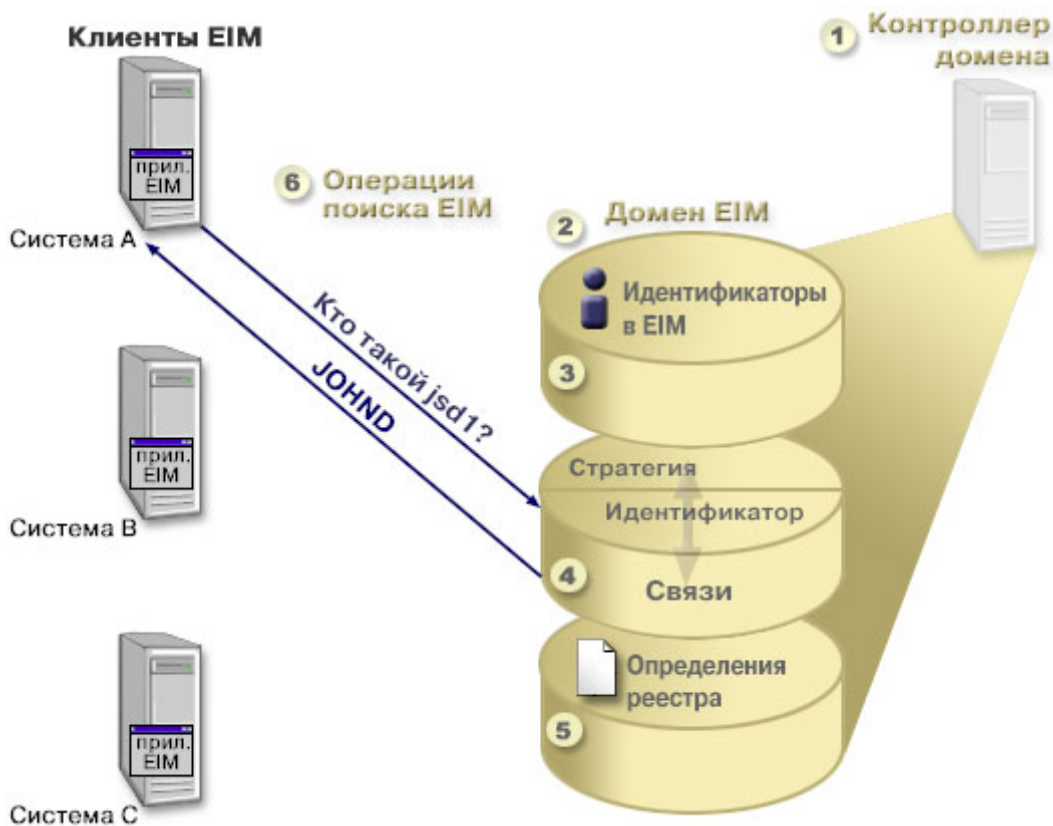 Клиенты EIM
прил.
EIM
Система А
прил.
EIM
Система В
прил.
EIM
Система С
6 Операции
поиска EIM
Кто такой jsd1?
JOHND
1 Контроллер
домена
2 Домен EIM
Идентификаторы
в EIM
3
Стратегия
Идентификатор
4
Связи
Определения
реестра
5